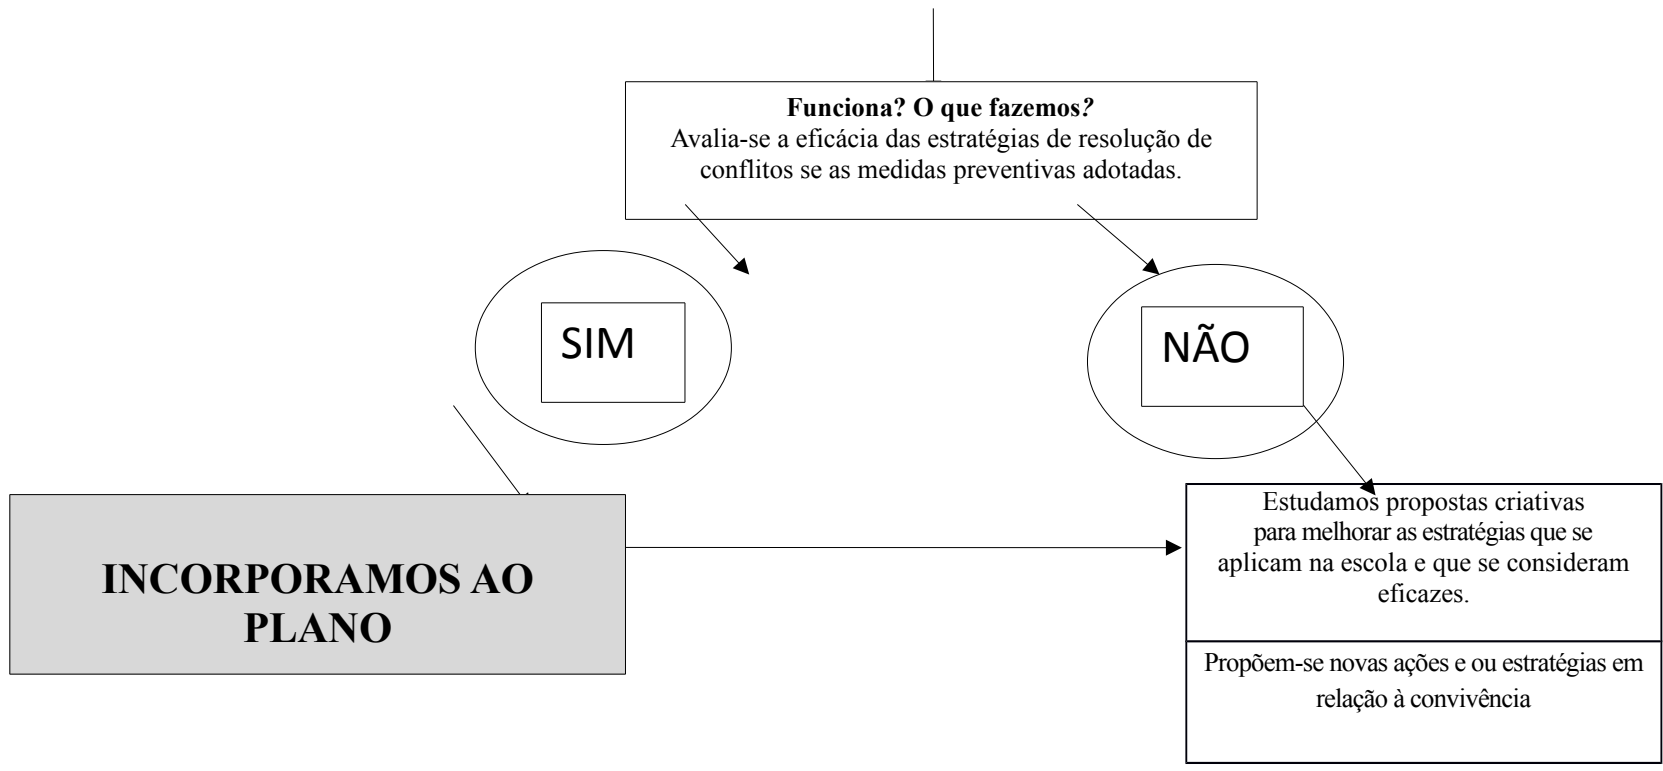 Funciona? O que fazemos?
Avalia-se a eficácia das estratégias de resolução de
conflitos se as medidas preventivas adotadas.
SIM
NÃO
INCORPORAMOS AO
PLANO
Estudamos propostas criativas
para melhorar as estratégias que se
aplicam na escola e que se consideram
eficazes.
Propõem-se novas ações e ou estratégias em
relação à convivência